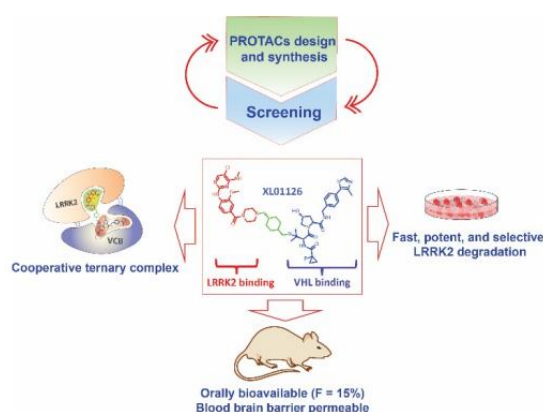 PROTACs design
and synthesis
Screening
XL01126
LRRK2
VCB
Cooperative ternary complex
LRRK2 binding
VHL binding
Fast, potent, and selective
LRRK2 degradation
Orally bioavailable (F = 15%)
Blood brain barrier permeable